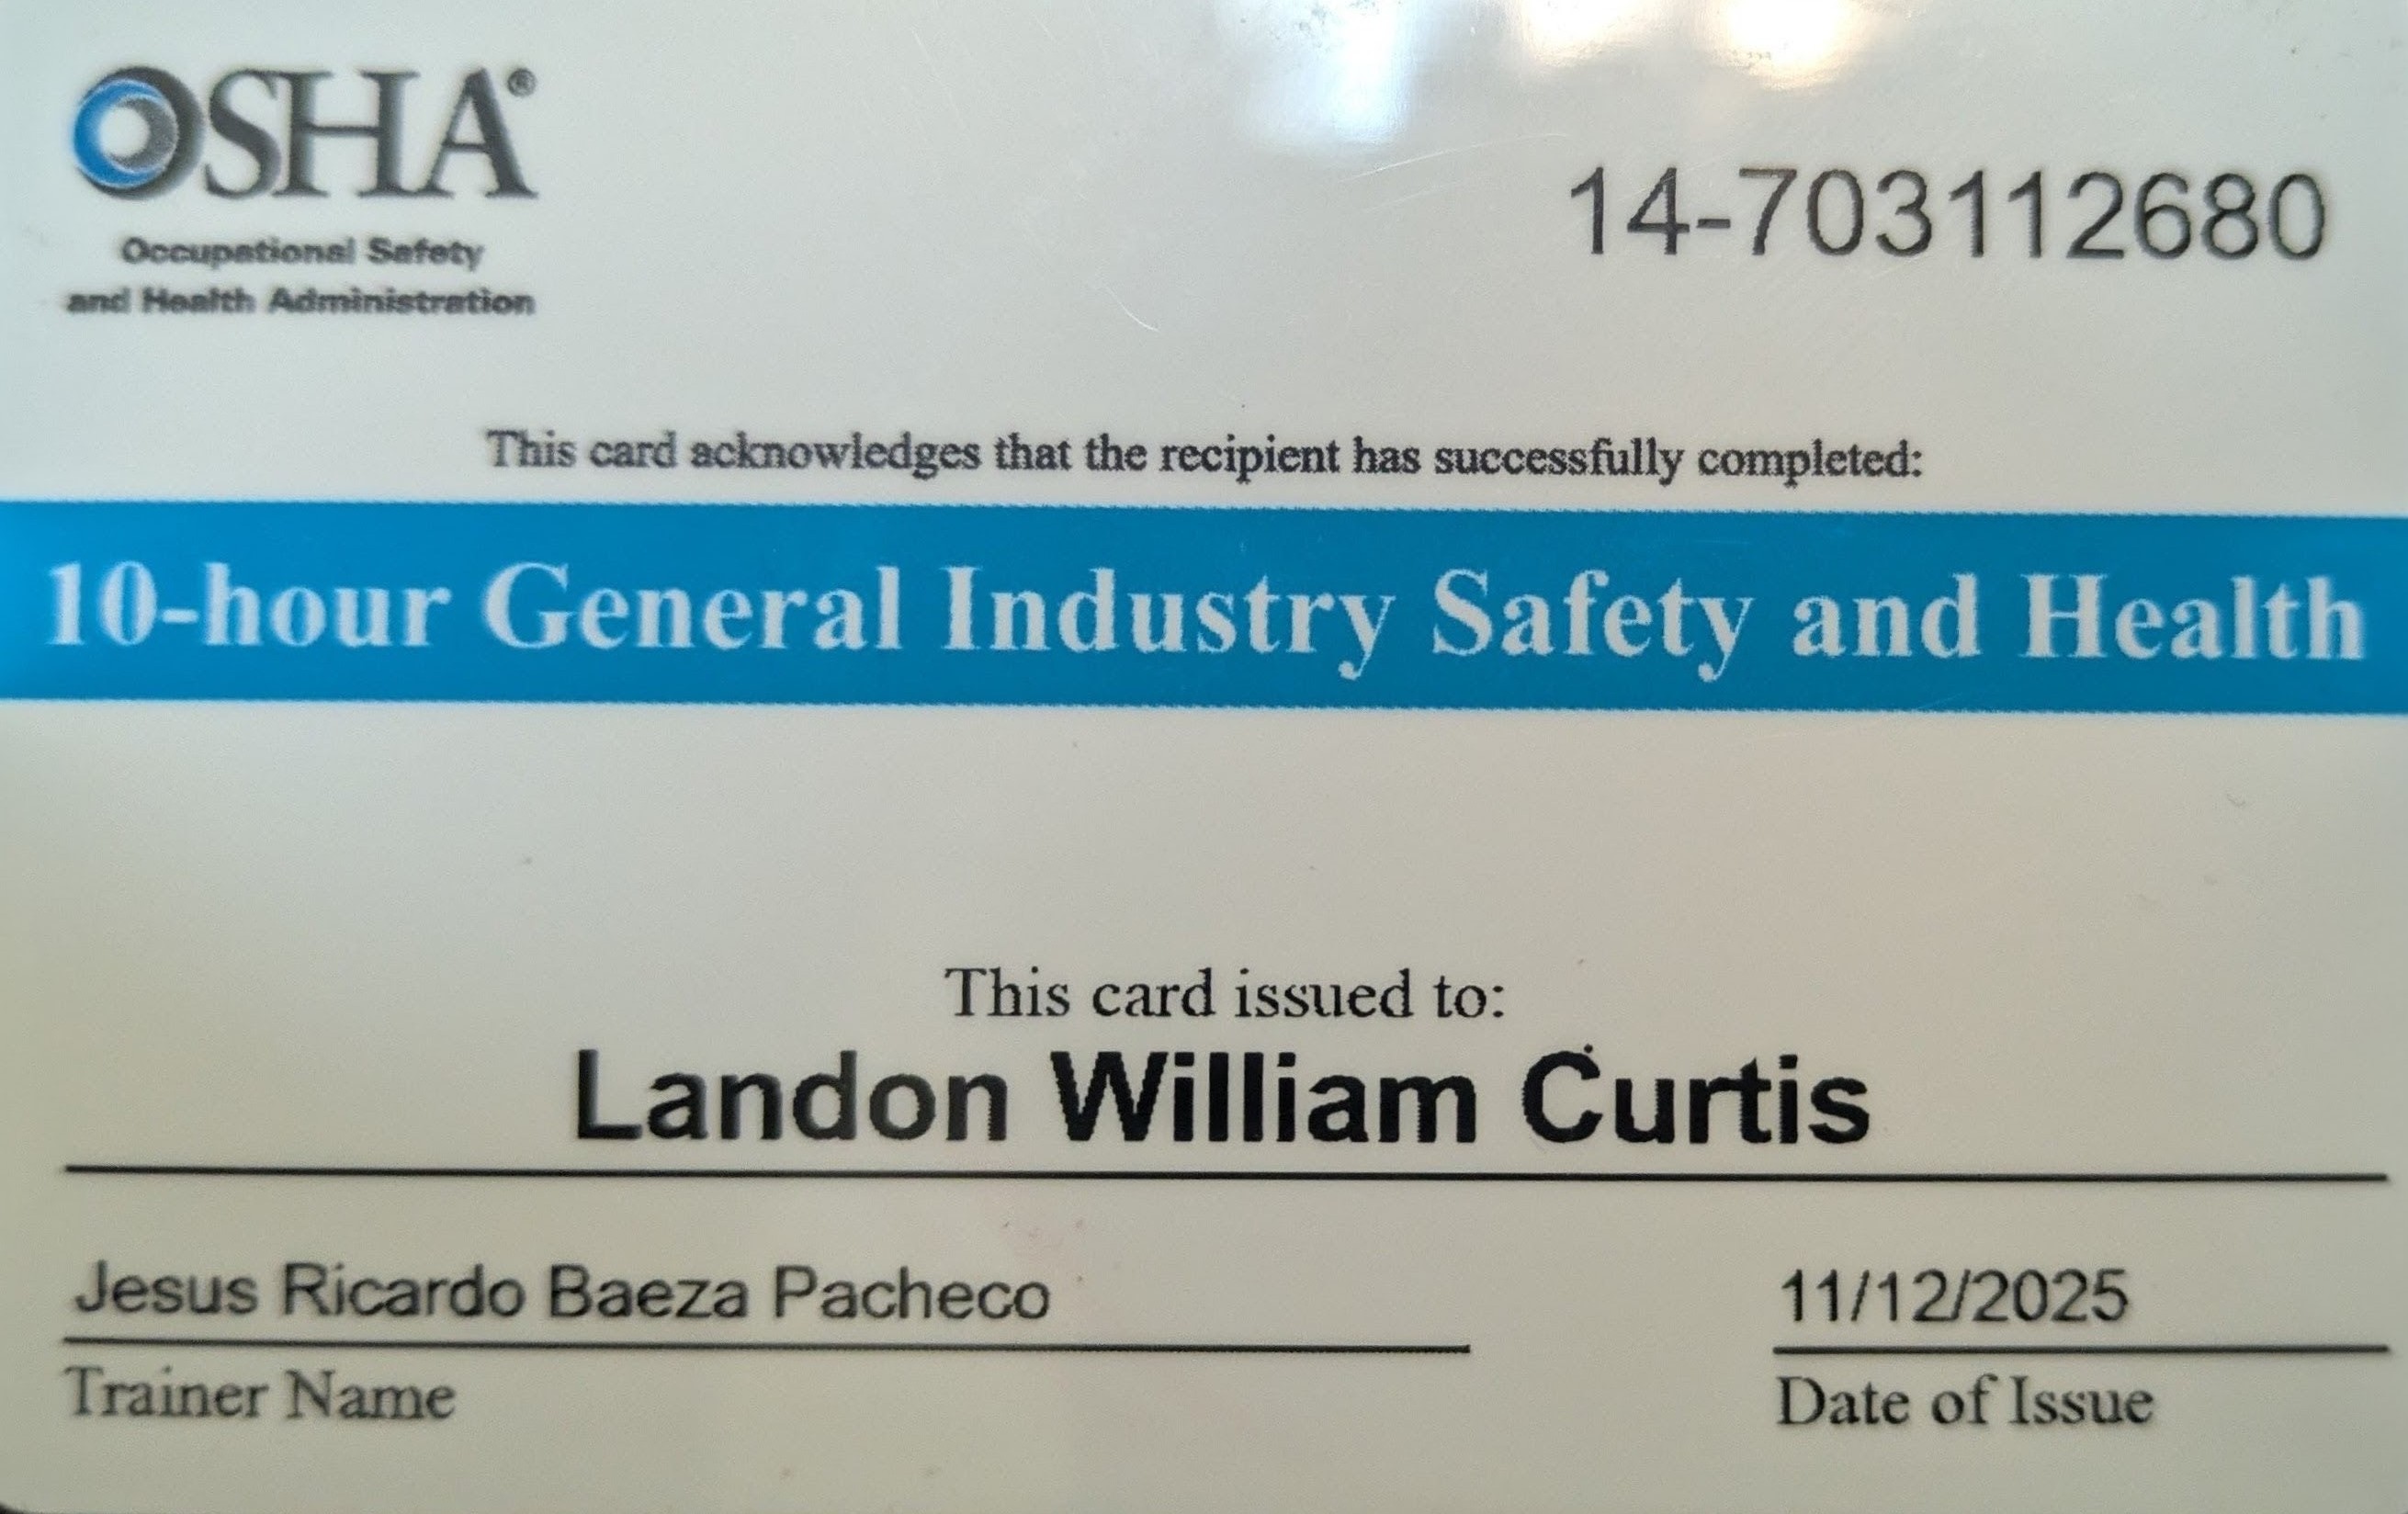 OSHA®
Occupational Safety
and Health Administration
14-703112680
This card acknowledges that the recipient has successfully completed:
10-hour General Industry Safety and Health
This card issued to:
Landon William Curtis
Jesus Ricardo Baeza Pacheco
Trainer Name
11/12/2025
Date of Issue